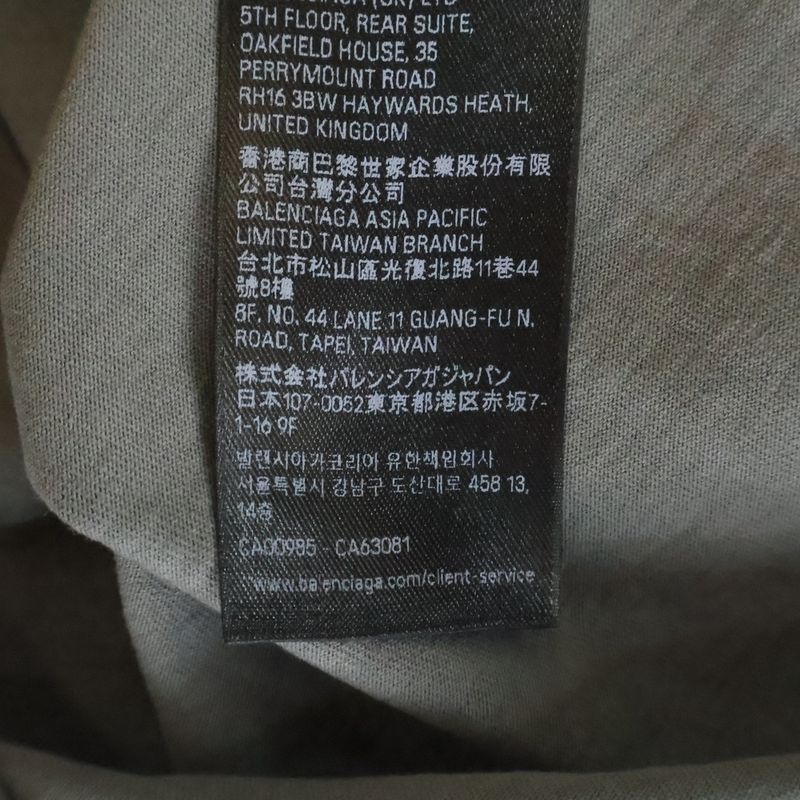 LTD
5TH FLOOR, REAR SUITE,
OAKFIELD HOUSE, 35
PERRYMOUNT ROAD
RH16 3BW HAYWARDS HEATH,
UNITED KINGDOM
香港商巴黎世家企業股份有限
公司台灣分公司
BALENCIAGA ASIA PACIFIC
LIMITED TAIWAN BRANCH
台北市松山區光復北路11巷44
號8樓
8F. NO. 44 LANE 11 GUANG-FU N.
ROAD, TAPEI, TAIWAN
株式会社バレンシアガジャパン
日本107-0052東京都港区赤坂7-
1-16 9F
발렌시아가코리아 유한책임회사
서울특별시 강남구 도산대로 458 13,
14층
CA00985 - CA63081
www.balenciaga.com/client-service